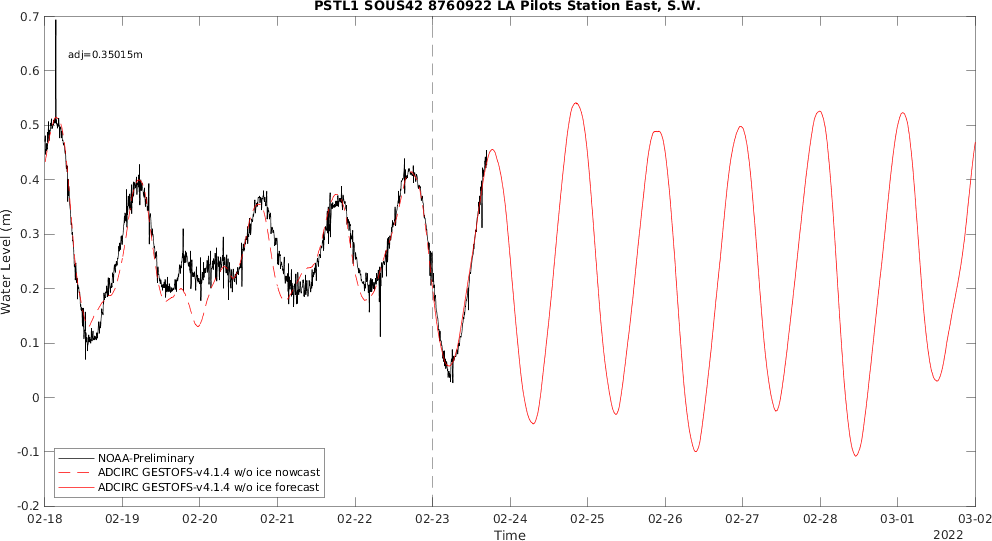 PSTL1 SOUS42 8760922 LA Pilots Station East, S.W.
0.7
adj=0.35015m
0.6
0.5
0.4
0.3
0.2
0.1
0
-0.1
-0.2
Water Level (m)
NOAA-Preliminary
ADCIRC GESTOFS-v4.1.4 w/o ice nowcast
ADCIRC GESTOFS-v4.1.4 w/o ice forecast
02-18 02-19 02-20 02-21 02-22 02-23 02-24 02-25 02-26 02-27 02-28 03-01 03-02
Time
2022